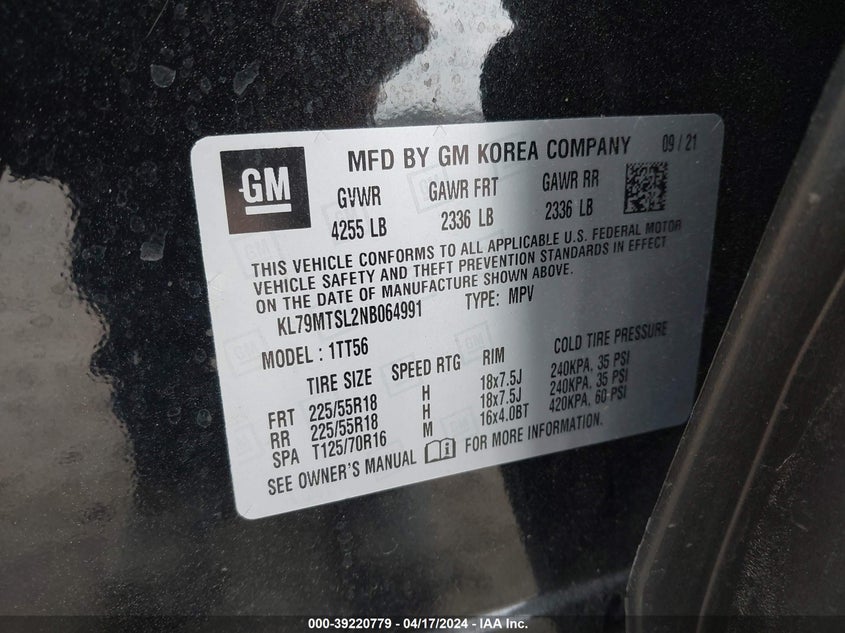 GM
MFD BY GM KOREA COMPANY 09 / 21
GVWR GAWR FRT GAWR RR
4255 LB 2336 LB 2336 LB
THIS VEHICLE CONFORMS TO ALL APPLICABLE U.S. FEDERAL MOTOR
VEHICLE SAFETY AND THEFT PREVENTION STANDARDS IN EFFECT
ON THE DATE OF MANUFACTURE SHOWN ABOVE.
KL79MTSL2NB064991 TYPE: MPV
MODEL : 1TT56
TIRE SIZE SPEED RTG RIM COLD TIRE PRESSURE
FRT 225/55R18 H 18x7.5J 240KPA, 35 PSI
RR 225/55R18 H 18x7.5J 240KPA, 35 PSI
SPA T125/70R16 M 16x4.0BT 420KPA, 60 PSI
SEE OWNER'S MANUAL FOR MORE INFORMATION.
000-39220779 - 04/17/2024 - IAA Inc.